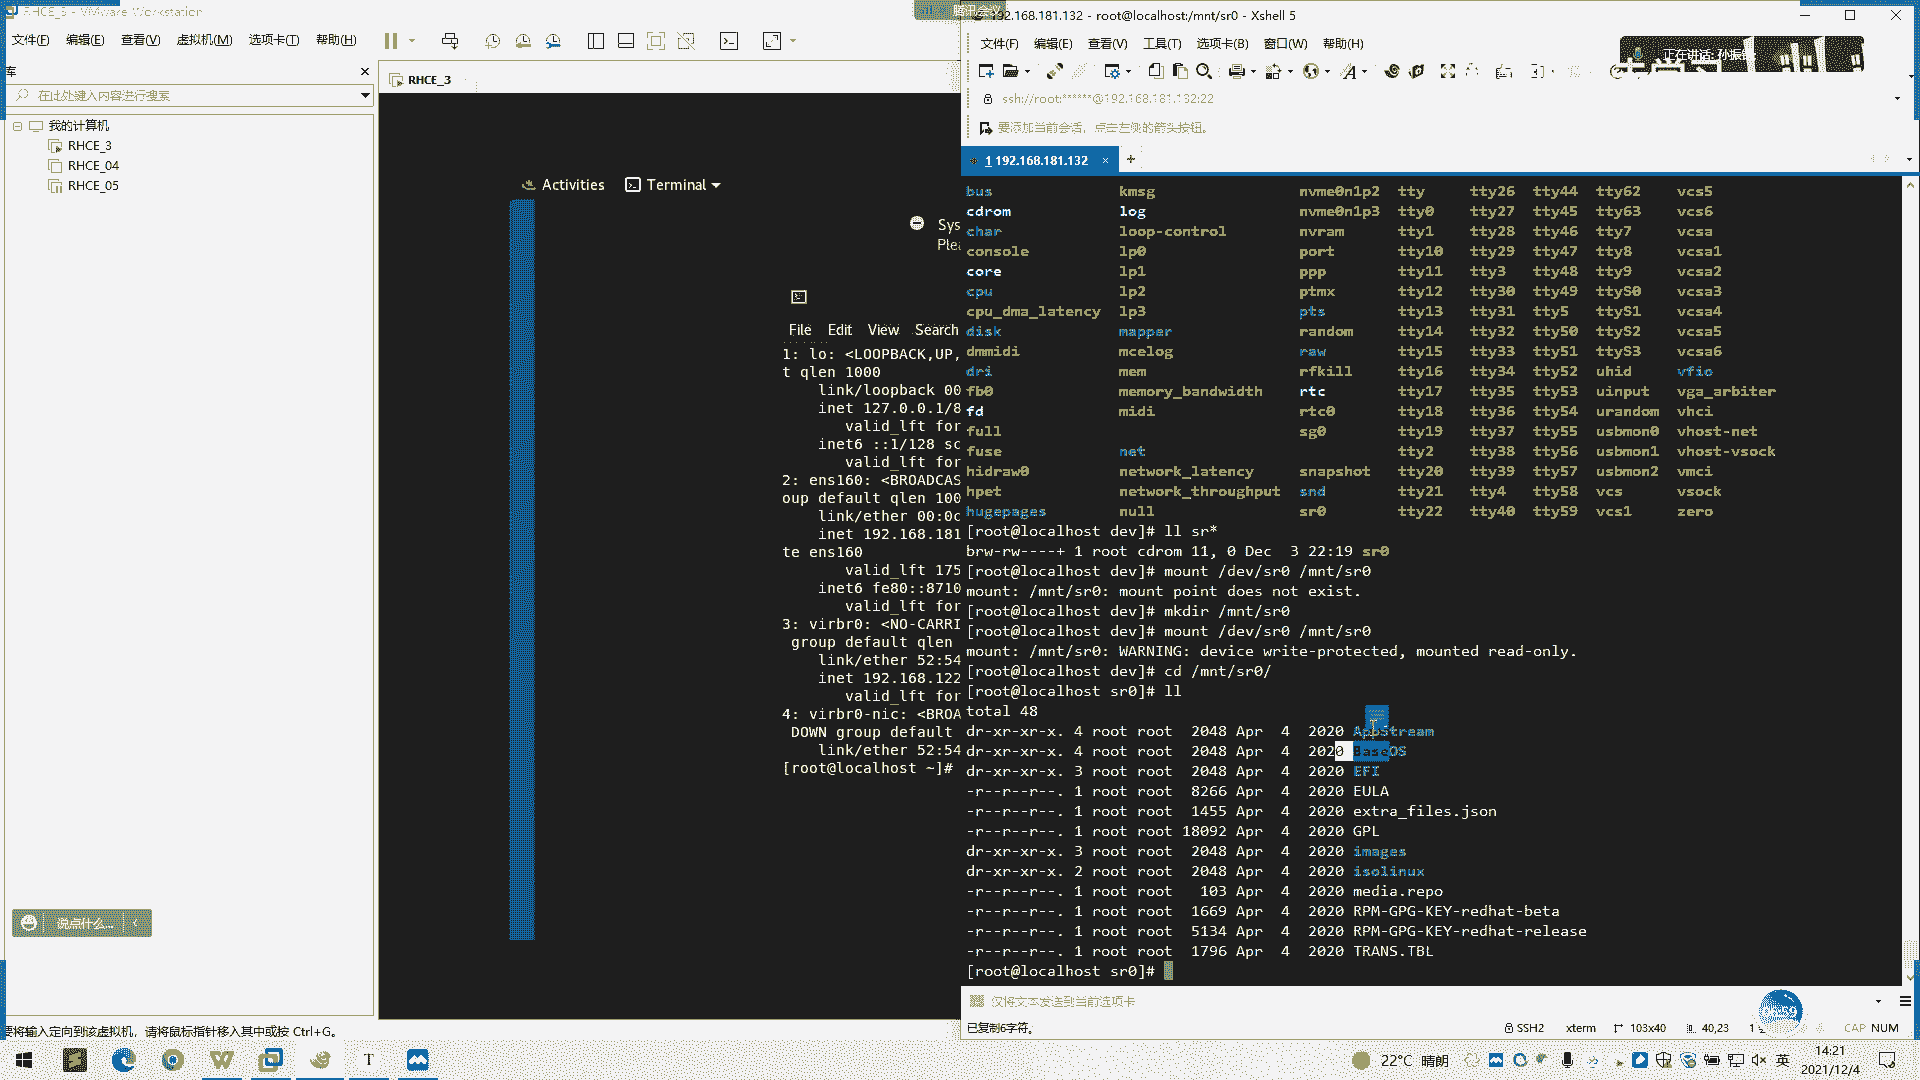 RHCE_3 - VMware Workstation
文件(F) 编辑(E) 查看(V) 虚拟机(M) 选项卡(T) 帮助(H)
库
在此处键入内容进行搜索
我的计算机
RHCE_3
RHCE_04
RHCE_05
说点什么...
要将输入定向到该虚拟机，请将鼠标指针移入其中或按 Ctrl+G。
RHCE_3
Activities Terminal
Sys
Plea
File Edit View Search
1: lo: <LOOPBACK,UP,
t qlen 1000
link/loopback 00
inet 127.0.0.1/8
valid_lft for
inet6 ::1/128 sc
valid_lft for
2: ens160: <BROADCAS
oup default qlen 100
link/ether 00:0c
inet 192.168.181
te ens160
valid_lft 175
inet6 fe80::8710
valid_lft for
3: virbr0: <NO-CARRI
group default qlen
link/ether 52:54
inet 192.168.122
valid_lft for
4: virbr0-nic: <BROA
DOWN group default
link/ether 52:54
[root@localhost ~]#
腾讯会议
192.168.181.132 - root@localhost:/mnt/sr0 - Xshell 5
文件(F) 编辑(E) 查看(V) 工具(T) 选项卡(B) 窗口(W) 帮助(H)
正在讲话: 孙振
ssh://root:******@192.168.181.132:22
要添加当前会话，点击左侧的箭头按钮。
1 192.168.181.132 × +
bus kmsg nvme0n1p2 tty tty26 tty44 tty62 vcs5
cdrom log nvme0n1p3 tty0 tty27 tty45 tty63 vcs6
char loop-control nvram tty1 tty28 tty46 tty7 vcsa
console lp0 port tty10 tty29 tty47 tty8 vcsa1
core lp1 ppp tty11 tty3 tty48 tty9 vcsa2
cpu lp2 ptmx tty12 tty30 tty49 ttyS0 vcsa3
cpu_dma_latency lp3 pts tty13 tty31 tty5 ttyS1 vcsa4
disk mapper random tty14 tty32 tty50 ttyS2 vcsa5
dmmidi mcelog raw tty15 tty33 tty51 ttyS3 vcsa6
dri mem rfkill tty16 tty34 tty52 uhid vfio
fb0 memory_bandwidth rtc tty17 tty35 tty53 uinput vga_arbiter
fd midi rtc0 tty18 tty36 tty54 urandom vhci
full sg0 tty19 tty37 tty55 usbmon0 vhost-net
fuse net tty2 tty38 tty56 usbmon1 vhost-vsock
hidraw0 network_latency snapshot tty20 tty39 tty57 usbmon2 vmci
hpet network_throughput snd tty21 tty4 tty58 vcs vsock
hugepages null sr0 tty22 tty40 tty59 vcs1 zero
[root@localhost dev]# ll sr*
brw-rw----+ 1 root cdrom 11, 0 Dec 3 22:19 sr0
[root@localhost dev]# mount /dev/sr0 /mnt/sr0
mount: /mnt/sr0: mount point does not exist.
[root@localhost dev]# mkdir /mnt/sr0
[root@localhost dev]# mount /dev/sr0 /mnt/sr0
mount: /mnt/sr0: WARNING: device write-protected, mounted read-only.
[root@localhost dev]# cd /mnt/sr0/
[root@localhost sr0]# ll
total 48
dr-xr-xr-x. 4 root root 2048 Apr 4 2020 AppStream
dr-xr-xr-x. 4 root root 2048 Apr 4 2020 BaseOS
dr-xr-xr-x. 3 root root 2048 Apr 4 2020 EFI
-r--r--r--. 1 root root 8266 Apr 4 2020 EULA
-r--r--r--. 1 root root 1455 Apr 4 2020 extra_files.json
-r--r--r--. 1 root root 18092 Apr 4 2020 GPL
dr-xr-xr-x. 3 root root 2048 Apr 4 2020 images
dr-xr-xr-x. 2 root root 2048 Apr 4 2020 isolinux
-r--r--r--. 1 root root 103 Apr 4 2020 media.repo
-r--r--r--. 1 root root 1669 Apr 4 2020 RPM-GPG-KEY-redhat-beta
-r--r--r--. 1 root root 5134 Apr 4 2020 RPM-GPG-KEY-redhat-release
-r--r--r--. 1 root root 1796 Apr 4 2020 TRANS.TBL
[root@localhost sr0]#
仅将文本发送到当前选项卡
已复制6字符。
SSH2 xterm 103x40 40,23 CAP NUM
22°C 晴朗
英
14:21
2021/12/4